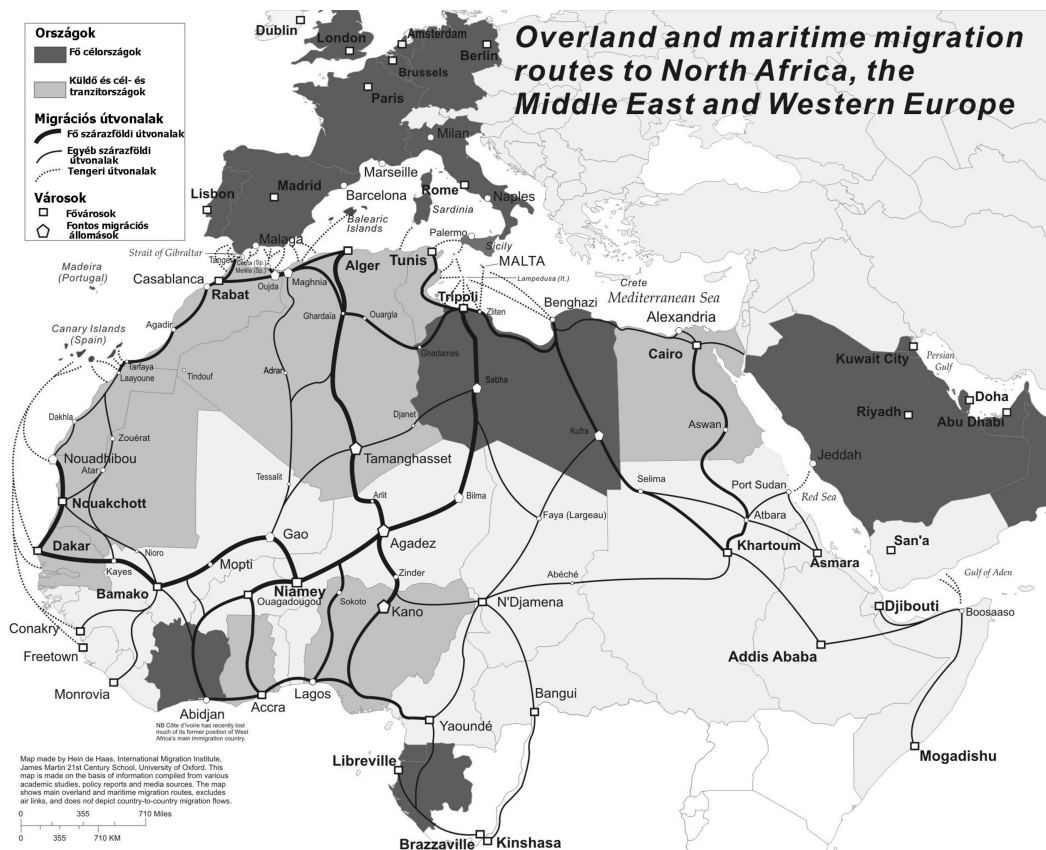 Overland and maritime migration
routes to North Africa, the
Middle East and Western Europe
Országok
Fő célországok
Küldő és cél- és
tranzitországok
Migrációs útvonalak
Fő szárazföldi útvonalak
Egyéb szárazföldi
útvonalak
Tengeri útvonalak
Városok
Fővárosok
Fontos migrációs
állomások
Dublin
London
Amsterdam
Berlin
Brussels
Paris
Milan
Marseille
Lisbon
Madrid
Barcelona
Rome
Naples
Sardinia
Balearic
Islands
Malaga
Palermo
Sicily
Strait of Gibraltar
Tanger
Ceuta (Sp.)
Melilla (Sp.)
Alger
Tunis
MALTA
Madeira
(Portugal)
Casablanca
Rabat
Oujda
Maghnia
Lampedusa (It.)
Crete
Mediterranean Sea
Tripoli
Zliten
Benghazi
Alexandria
Canary Islands
(Spain)
Agadir
Ghardaïa
Ouargla
Ghadames
Cairo
Kuwait City
Persian
Gulf
Tarfaya
Laayoune
Tindouf
Adrar
Sabha
Doha
Riyadh
Abu Dhabi
Dakhla
Zouérat
Djanet
Kufra
Aswan
Nouadhibou
Atar
Tamanghasset
Jeddah
Tessalit
Selima
Port Sudan
Red Sea
Nouakchott
Arlit
Bilma
Faya (Largeau)
Atbara
Gao
Agadez
Dakar
Nioro
Khartoum
Asmara
San'a
Kayes
Mopti
Bamako
Niamey
Zinder
Abéché
Gulf of Aden
Ouagadougou
Sokoto
Kano
N'Djamena
Djibouti
Boosaaso
Conakry
Freetown
Addis Ababa
Monrovia
Abidjan
Accra
Lagos
Bangui
Yaoundé
NB Côte d'Ivoire has recently lost
much of its former position of West
Africa's main immigration country.
Mogadishu
Libreville
Map made by Hein de Haas, International Migration Institute,
James Martin 21st Century School, University of Oxford. This
map is made on the basis of information compiled from various
academic studies, policy reports and media sources. The map
shows main overland and maritime migration routes, excludes
air links, and does not depict country-to-country migration flows.
0 355 710 Miles
0 355 710 KM
Brazzaville
Kinshasa